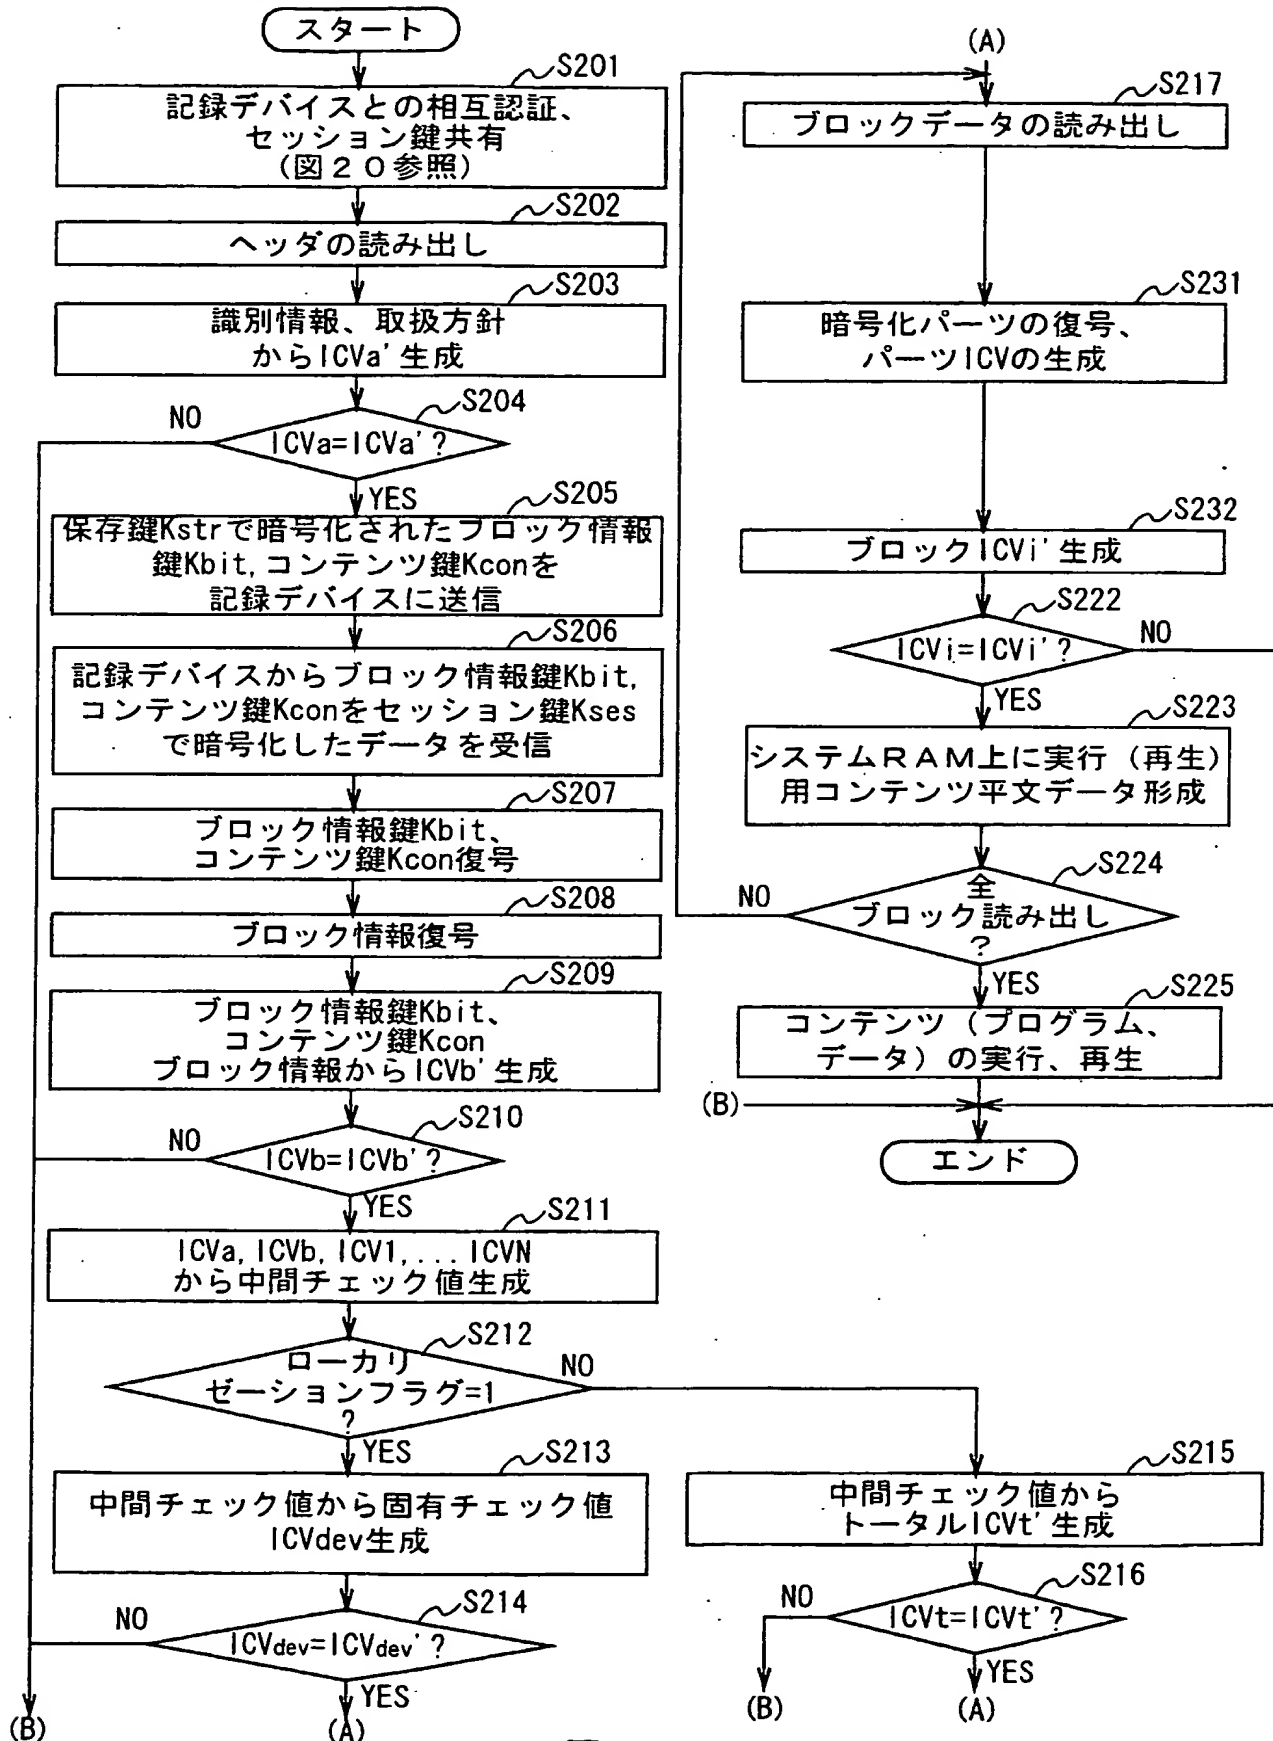 スタート
S201
記録デバイスとの相互認証、
セッション鍵共有
(図20参照)
S202
ヘッダの読み出し
S203
識別情報、取扱方針
からICVa'生成
S204
ICVa=ICVa'?
NO
YES
S205
保存鍵Kstrで暗号化されたブロック情報
鍵Kbit,コンテンツ鍵Kconを
記録デバイスに送信
S206
記録デバイスからブロック情報鍵Kbit,
コンテンツ鍵Kconをセッション鍵Kses
で暗号化したデータを受信
S207
ブロック情報鍵Kbit、
コンテンツ鍵Kcon復号
S208
ブロック情報復号
S209
ブロック情報鍵Kbit、
コンテンツ鍵Kcon
ブロック情報からICVb'生成
S210
NO
ICVb=ICVb'?
YES
S211
ICVa,ICVb,ICV1,...ICVN
から中間チェック値生成
S212
ローカリ
ゼーションフラグ=1
?
NO
YES
S213
中間チェック値から固有チェック値
ICVdev生成
S214
NO
ICVdev=ICVdev'?
YES
(B)
(A)
S215
中間チェック値から
トータルICVt'生成
S216
NO
ICVt=ICVt'?
YES
(B)
(A)
(A)
S217
ブロックデータの読み出し
S231
暗号化パーツの復号、
パーツICVの生成
S232
ブロックICVi'生成
S222
ICVi=ICVi'?
NO
YES
S223
システムRAM上に実行(再生)
用コンテンツ平文データ形成
S224
NO
全
ブロック読み出し
?
YES
S225
コンテンツ(プログラム、
データ)の実行、再生
(B)
エンド